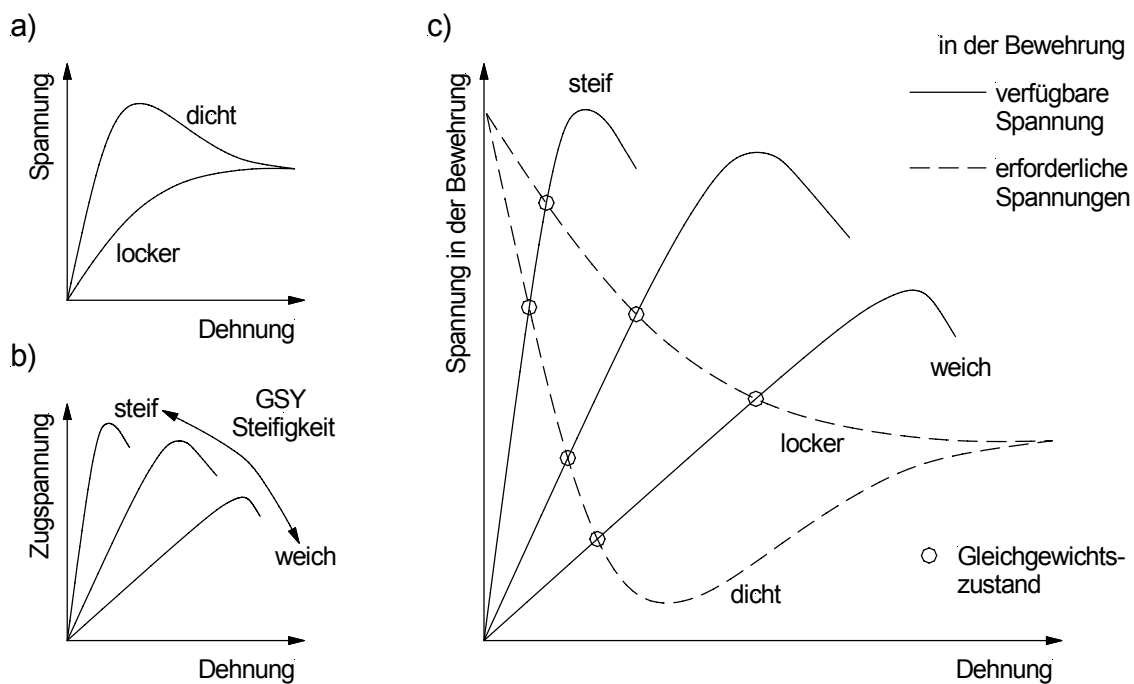 a)
Spannung
dicht
locker
Dehnung
b)
Zugspannung
steif
GSY
Steifigkeit
weich
Dehnung
c)
Spannung in der Bewehrung
steif
in der Bewehrung
verfügbare
Spannung
erforderliche
Spannungen
weich
locker
dicht
Gleichgewichts-
zustand
Dehnung